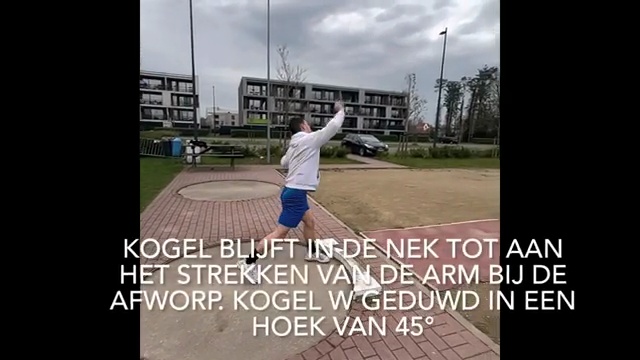 KOGEL BLIJFT IN DE NEK TOT AAN
HET STREKKEN VAN DE ARM BIJ DE
AFWORP. KOGEL W GEDUWD IN EEN
HOEK VAN 45°